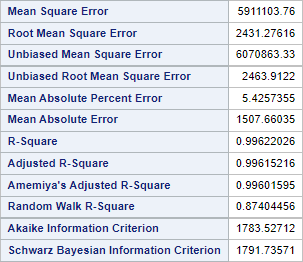 Mean Square Error 5911103.76
Root Mean Square Error 2431.27616
Unbiased Mean Square Error 6070863.33
Unbiased Root Mean Square Error 2463.9122
Mean Absolute Percent Error 5.4257355
Mean Absolute Error 1507.66035
R-Square 0.99622026
Adjusted R-Square 0.99615216
Amemiya's Adjusted R-Square 0.99601595
Random Walk R-Square 0.87404456
Akaike Information Criterion 1783.52712
Schwarz Bayesian Information Criterion 1791.73571